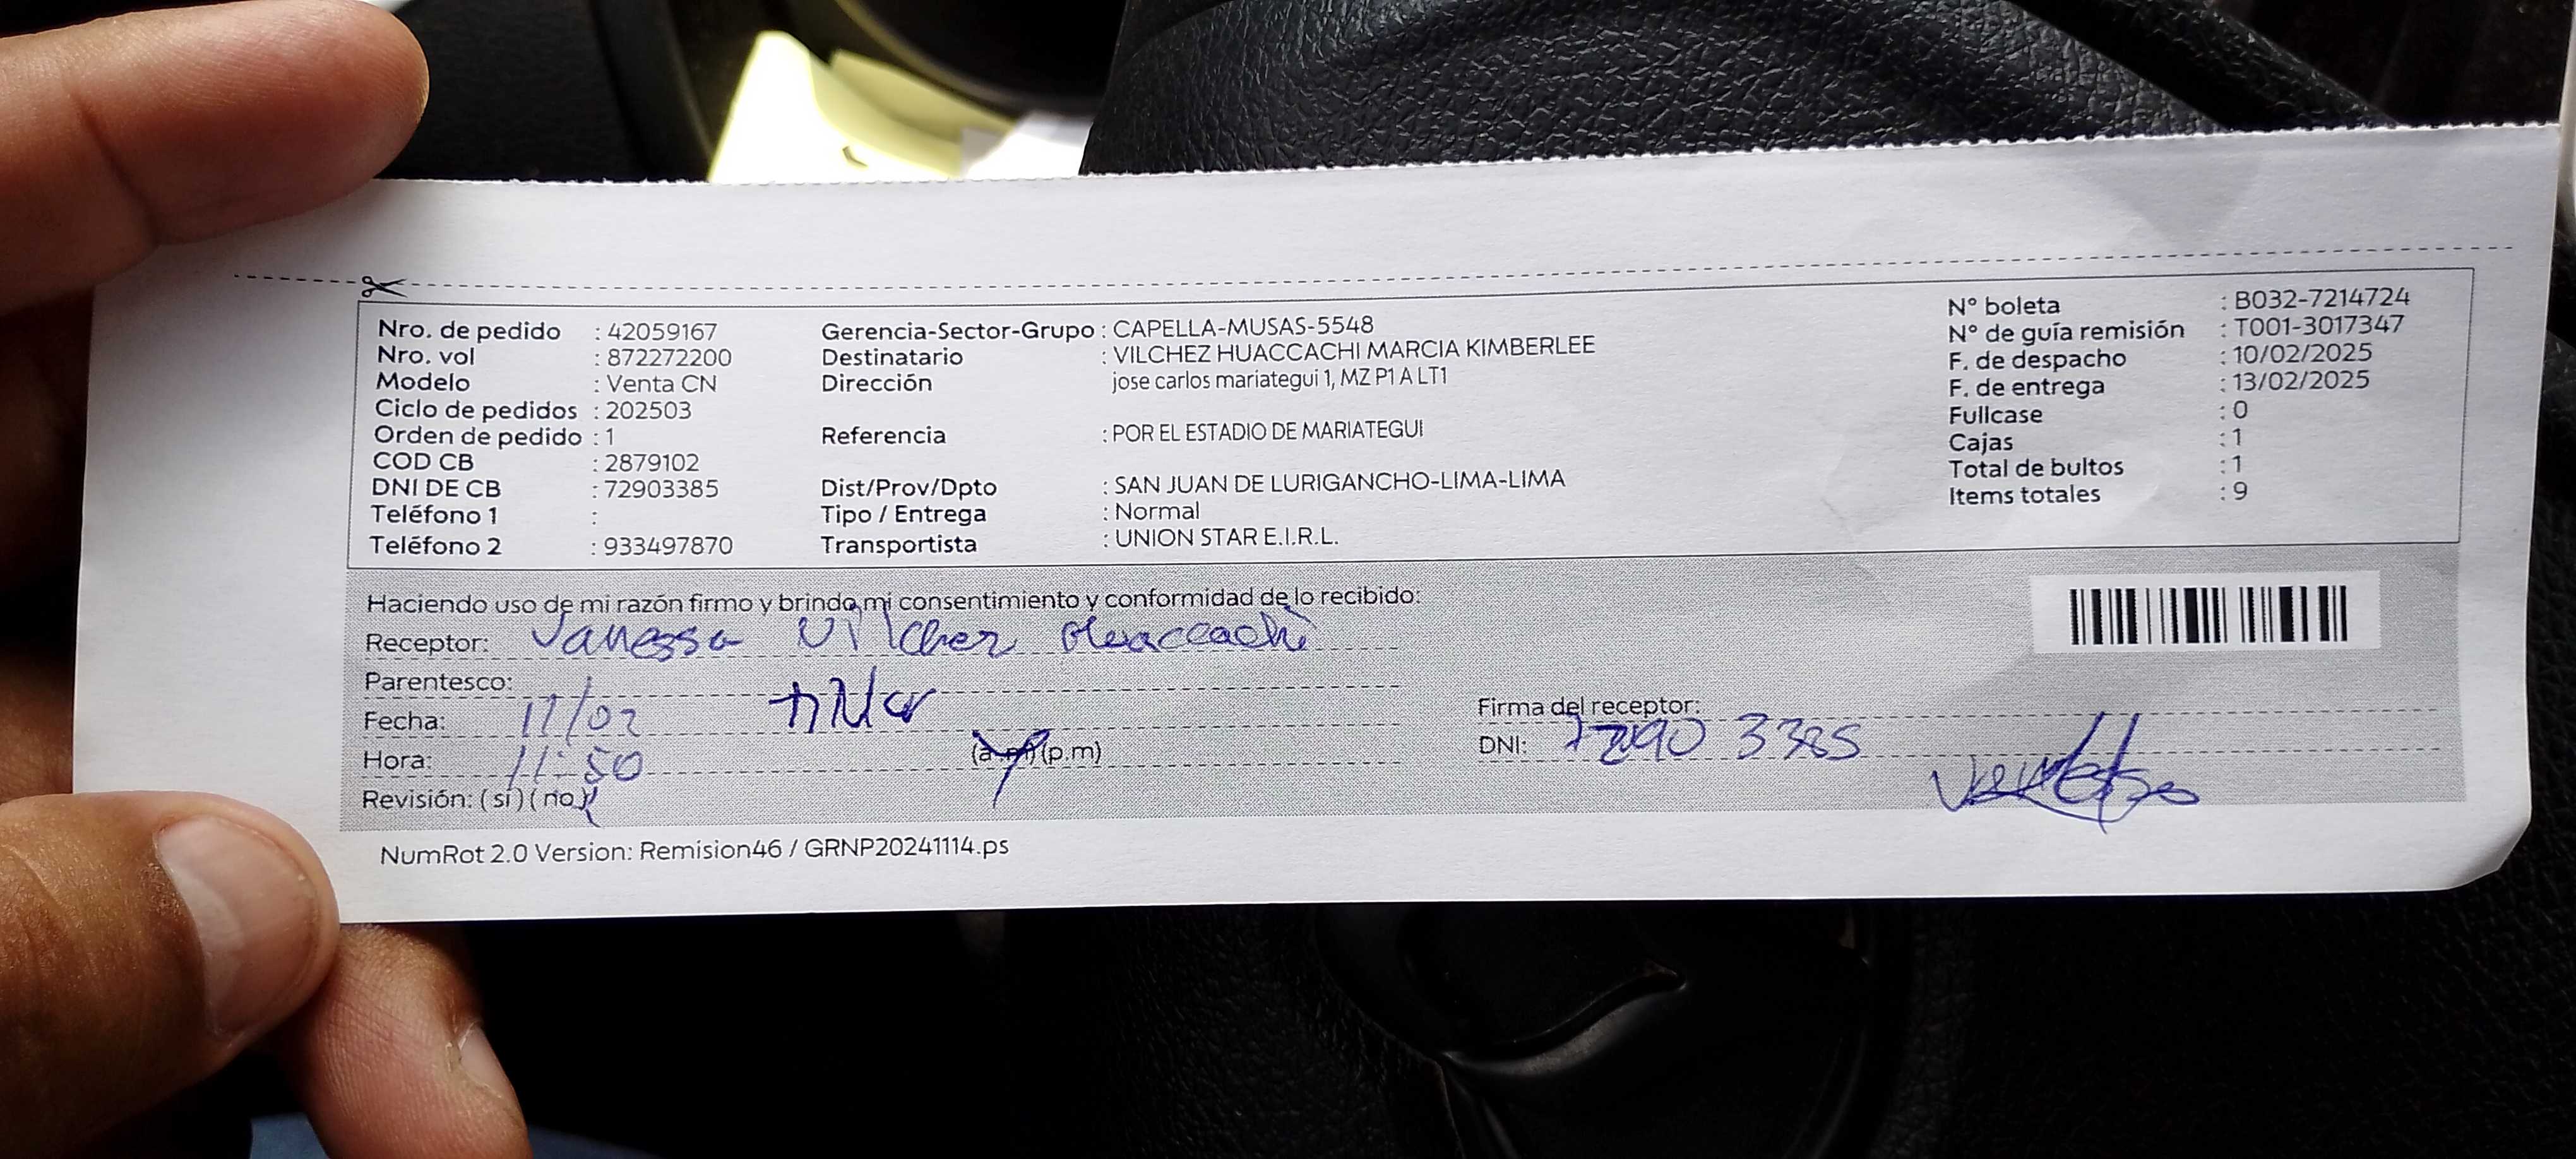 Nro. de pedido : 42059167 Gerencia-Sector-Grupo : CAPELLA-MUSAS-5548 N° boleta : B032-7214724
Nro. vol : 872272200 Destinatario : VILCHEZ HUACCACHI MARCIA KIMBERLEE N° de guía remisión : T001-3017347
Modelo : Venta CN Dirección jose carlos mariategui 1, MZ P1 A LT1 F. de despacho : 10/02/2025
Ciclo de pedidos : 202503 F. de entrega : 13/02/2025
Orden de pedido : 1 Referencia : POR EL ESTADIO DE MARIATEGUI Fullcase : 0
COD CB : 2879102 Cajas : 1
DNI DE CB : 72903385 Dist/Prov/Dpto : SAN JUAN DE LURIGANCHO-LIMA-LIMA Total de bultos : 1
Teléfono 1 : Tipo / Entrega : Normal Items totales : 9
Teléfono 2 : 933497870 Transportista : UNION STAR E.I.R.L.
Haciendo uso de mi razón firmo y brindo mi consentimiento y conformidad de lo recibido:
Receptor: Vanessa Vilchez Huaccachi
Parentesco:
Fecha: 11/02 Firma del receptor:
Hora: 11:50 (a.m)(p.m) DNI: 72903385
Revisión: (si) (no)
NumRot 2.0 Version: Remision46 / GRNP20241114.ps